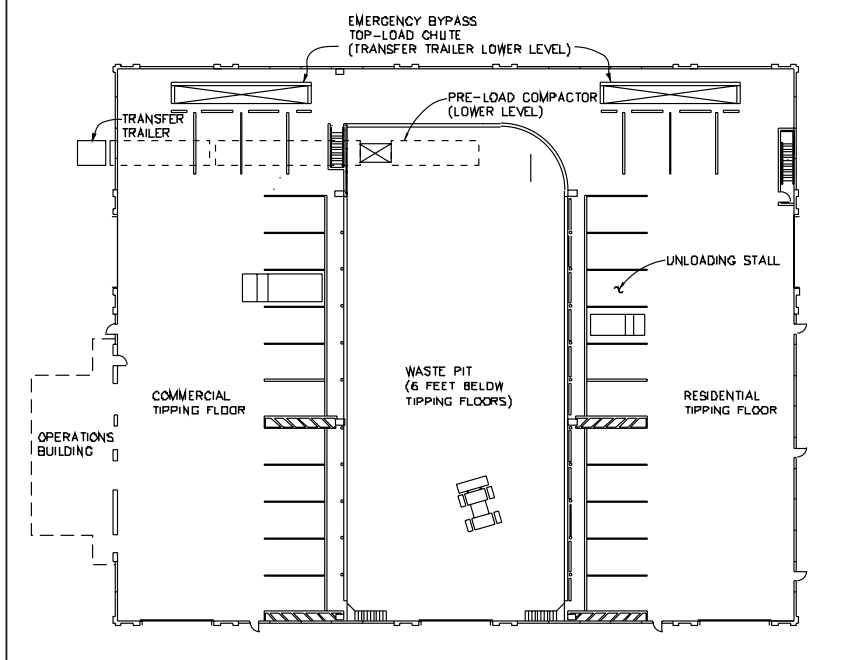 EMERGENCY BYPASS
TOP-LOAD CHUTE
(TRANSFER TRAILER LOWER LEVEL)
PRE-LOAD COMPACTOR
(LOWER LEVEL)
TRANSFER
TRAILER
UNLOADING STALL
WASTE PIT
(6 FEET BELOW
TIPPING FLOORS)
COMMERCIAL
TIPPING FLOOR
RESIDENTIAL
TIPPING FLOOR
OPERATIONS
BUILDING